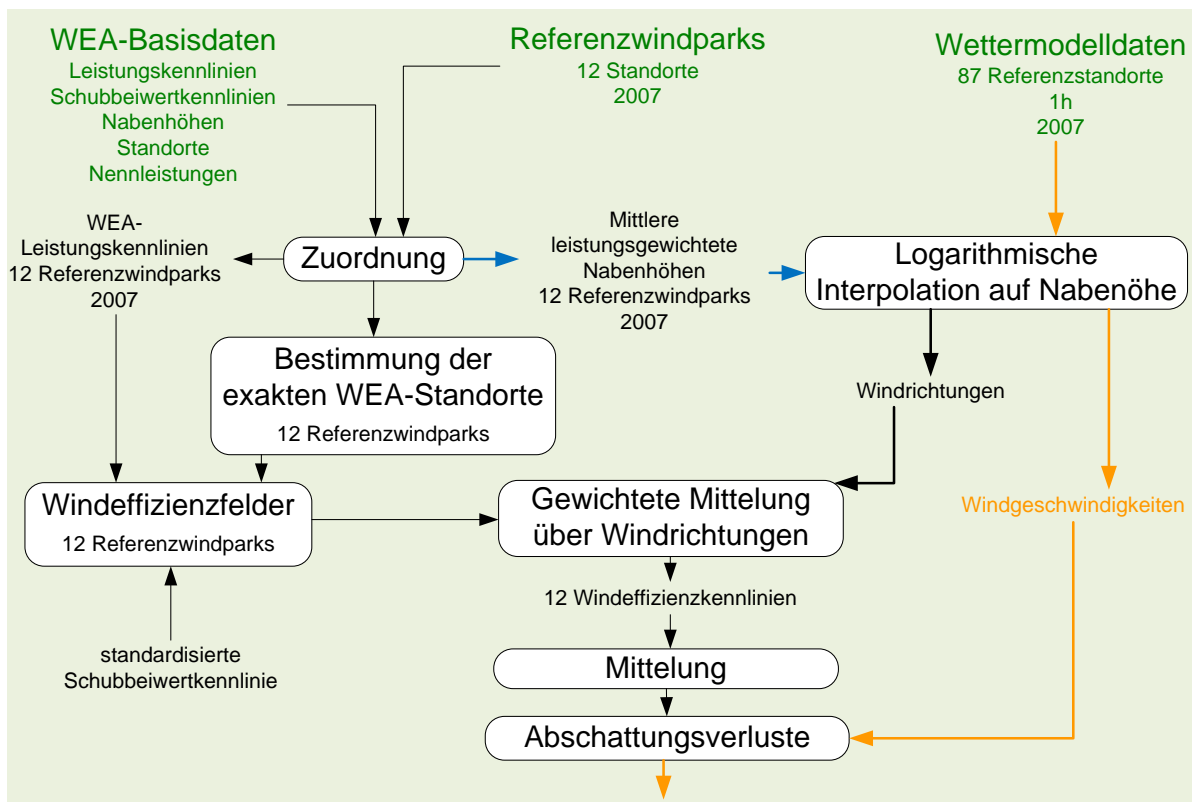 WEA-Basisdaten
Leistungskennlinien
Schubbeiwertkennlinien
Nabenhöhen
Standorte
Nennleistungen
Referenzwindparks
12 Standorte
2007
Wettermodelldaten
87 Referenzstandorte
1h
2007
WEA-
Leistungskennlinien
12 Referenzwindparks
2007
Zuordnung
Mittlere
leistungsgewichtete
Nabenhöhen
12 Referenzwindparks
2007
Logarithmische
Interpolation auf Nabenöhe
Bestimmung der
exakten WEA-Standorte
12 Referenzwindparks
Windrichtungen
Windeffizienzfelder
12 Referenzwindparks
Gewichtete Mittelung
über Windrichtungen
Windgeschwindigkeiten
12 Windeffizienzkennlinien
standardisierte
Schubbeiwertkennlinie
Mittelung
Abschattungsverluste